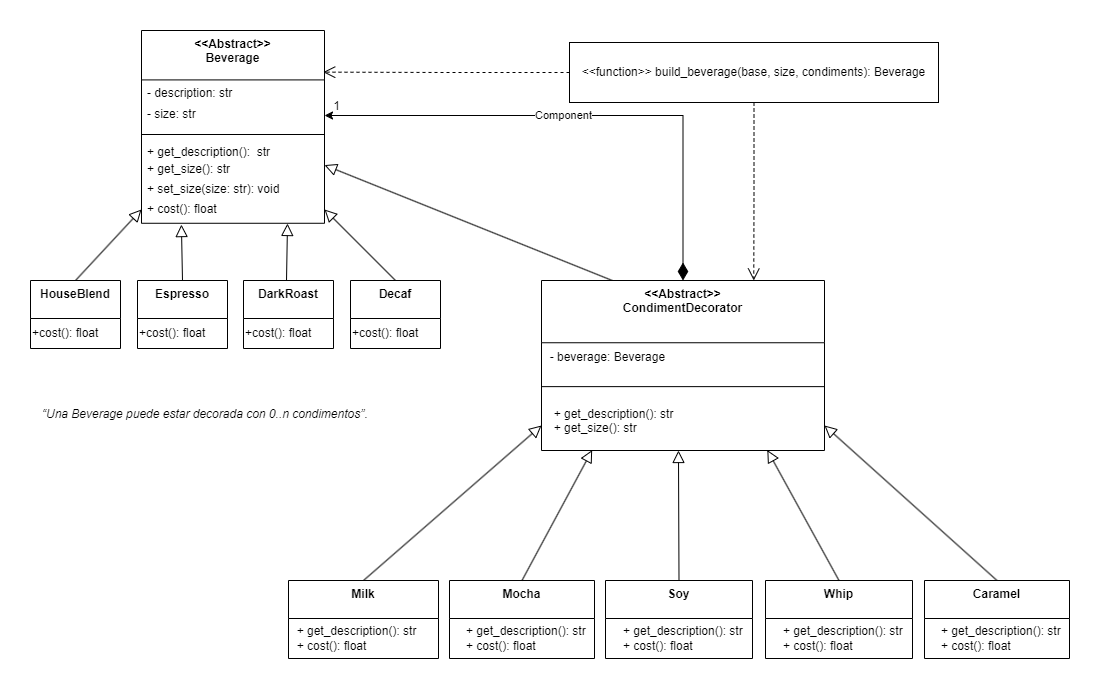 <<Abstract>>
Beverage
- description: str
- size: str
+ get_description():  str
+ get_size(): str
+ set_size(size: str): void
+ cost(): float
<<function>> build_beverage(base, size, condiments): Beverage
1
Component
HouseBlend
+cost(): float
Espresso
+cost(): float
DarkRoast
+cost(): float
Decaf
+cost(): float
<<Abstract>>
CondimentDecorator
- beverage: Beverage
+ get_description(): str
+ get_size(): str
“Una Beverage puede estar decorada con 0..n condimentos”.
Milk
+ get_description(): str
+ cost(): float
Mocha
+ get_description(): str
+ cost(): float
Soy
+ get_description(): str
+ cost(): float
Whip
+ get_description(): str
+ cost(): float
Caramel
+ get_description(): str
+ cost(): float